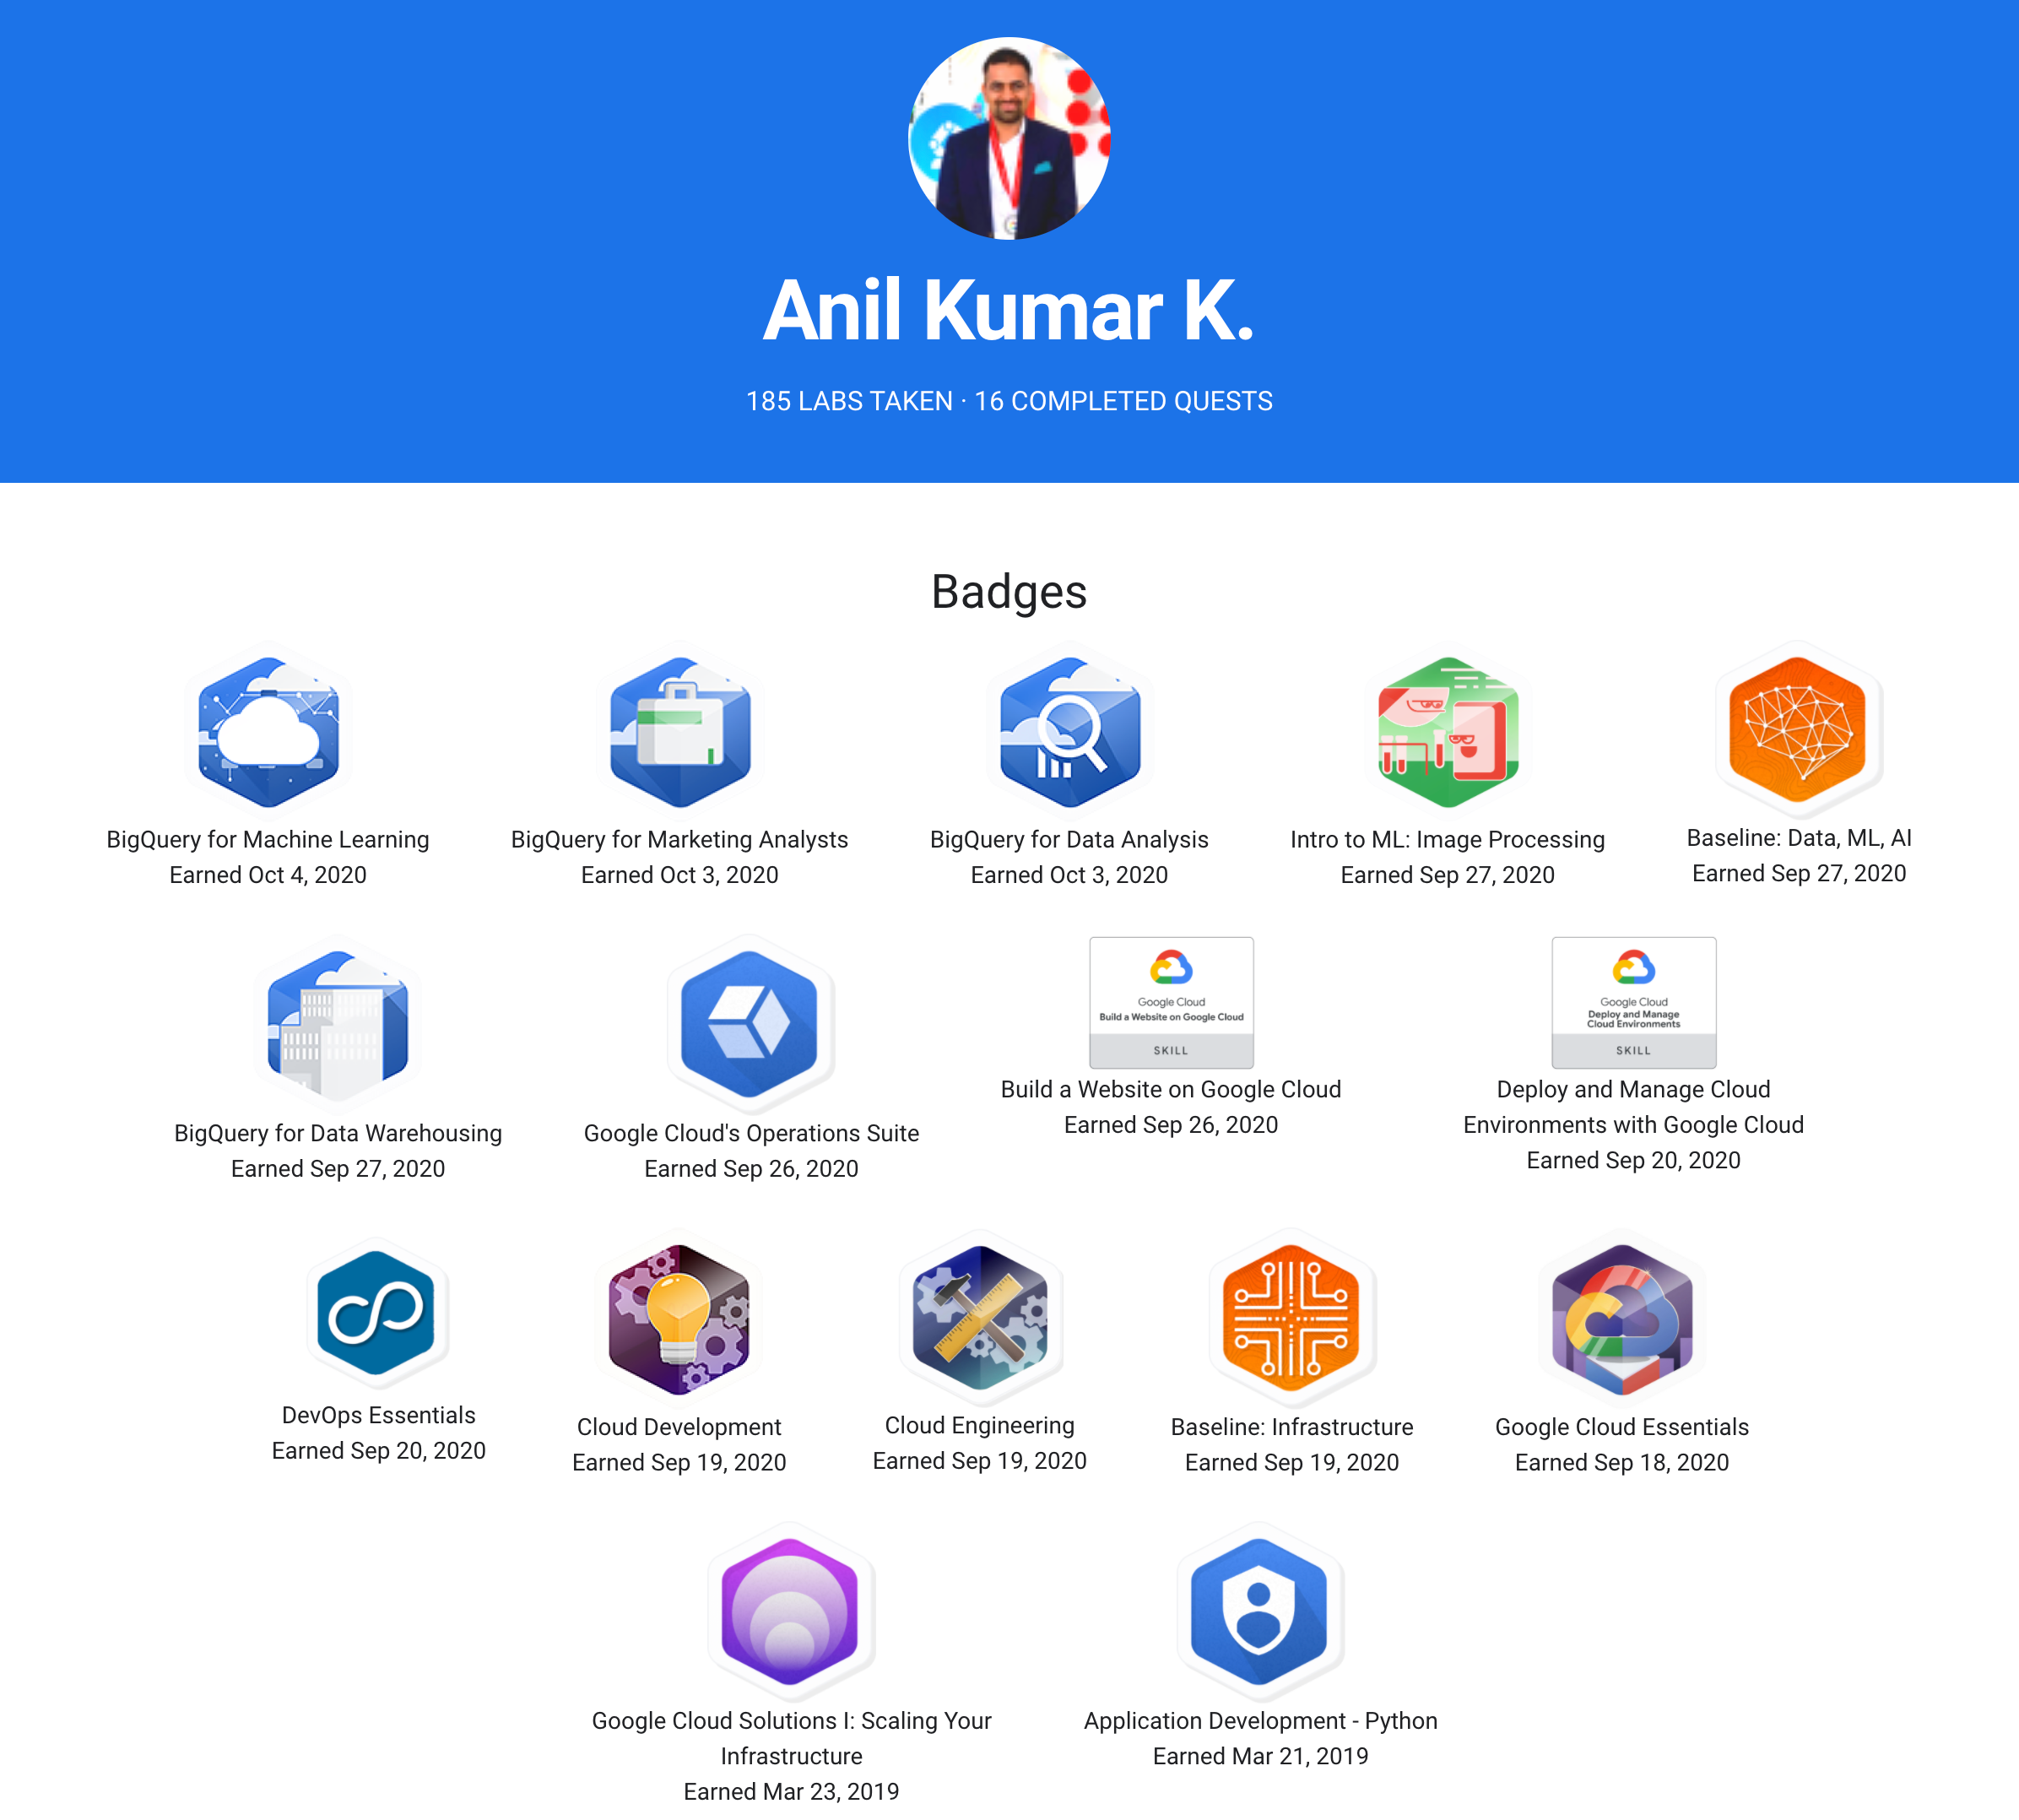 Anil Kumar K.
185 LABS TAKEN · 16 COMPLETED QUESTS
Badges
BigQuery for Machine Learning
Earned Oct 4, 2020
BigQuery for Marketing Analysts
Earned Oct 3, 2020
BigQuery for Data Analysis
Earned Oct 3, 2020
Intro to ML: Image Processing
Earned Sep 27, 2020
Baseline: Data, ML, AI
Earned Sep 27, 2020
BigQuery for Data Warehousing
Earned Sep 27, 2020
Google Cloud's Operations Suite
Earned Sep 26, 2020
Google Cloud
Build a Website on Google Cloud
SKILL
Build a Website on Google Cloud
Earned Sep 26, 2020
Google Cloud
Deploy and Manage
Cloud Environments
SKILL
Deploy and Manage Cloud
Environments with Google Cloud
Earned Sep 20, 2020
DevOps Essentials
Earned Sep 20, 2020
Cloud Development
Earned Sep 19, 2020
Cloud Engineering
Earned Sep 19, 2020
Baseline: Infrastructure
Earned Sep 19, 2020
Google Cloud Essentials
Earned Sep 18, 2020
Google Cloud Solutions I: Scaling Your
Infrastructure
Earned Mar 23, 2019
Application Development - Python
Earned Mar 21, 2019